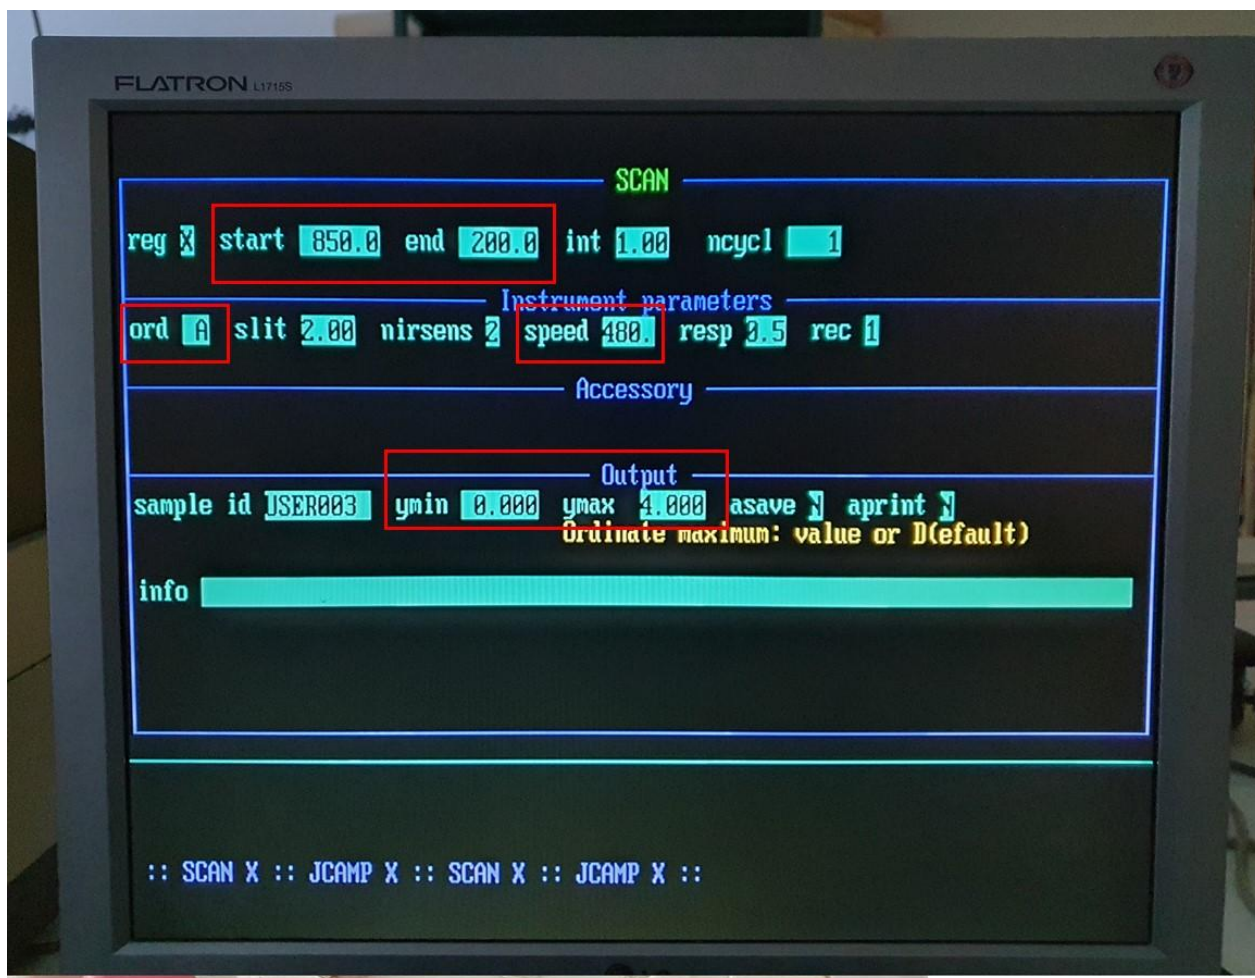 FLATRON L1715S
SCAN
reg X start 850.0 end 200.0 int 1.00 ncycl 1
Instrument parameters
ord A slit 2.00 nirsens 2 speed 480. resp 0.5 rec 1
Accessory
Output
sample id USER003 ymin 0.000 ymax 4.000 asave N aprint N
Ordinate maximum: value or D(efault)
info
:: SCAN X :: JCAMP X :: SCAN X :: JCAMP X ::